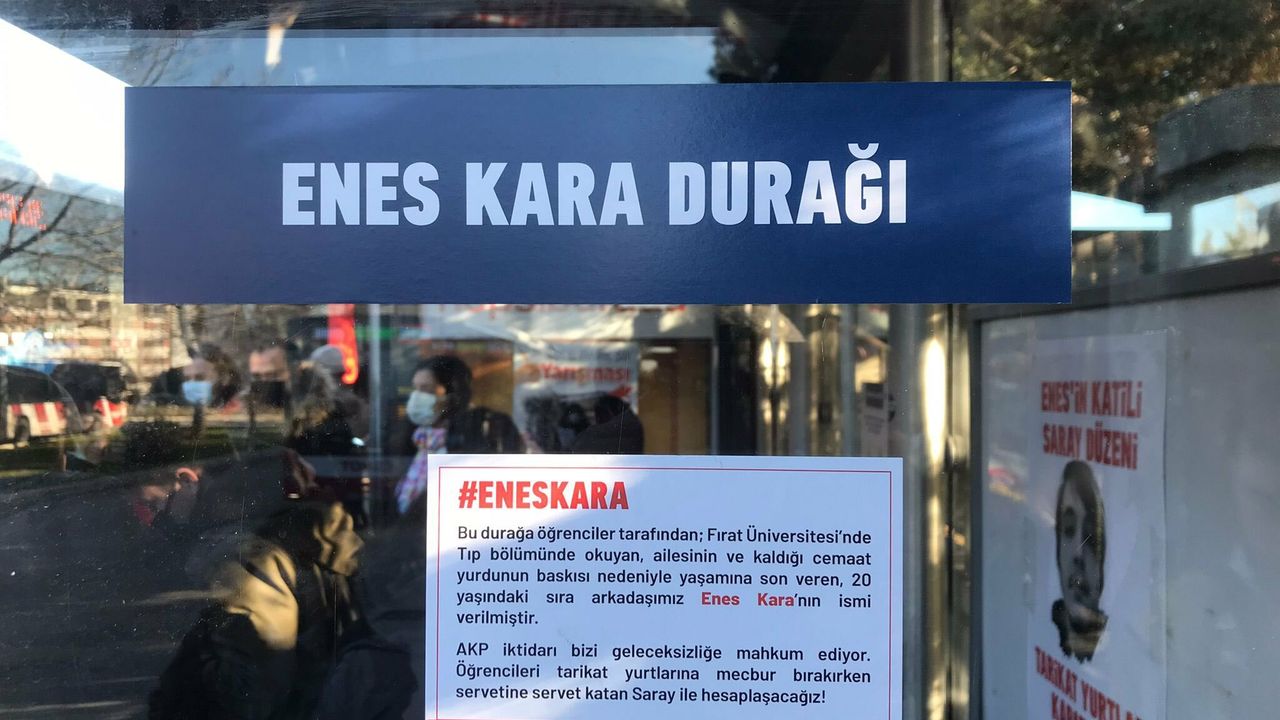 ENES KARA DURAĞI
Yarışması
#ENESKARA
Bu durağa öğrenciler tarafından; Fırat Üniversitesi'nde
Tıp bölümünde okuyan, ailesinin ve kaldığı cemaat
yurdunun baskısı nedeniyle yaşamına son veren, 20
yaşındaki sıra arkadaşımız Enes Kara'nın ismi
verilmiştir.
AKP iktidarı bizi geleceksizliğe mahkum ediyor.
Öğrencileri tarikat yurtlarına mecbur bırakırken
servetine servet katan Saray ile hesaplaşacağız!
ENES'İN KATİLİ
SARAY DÜZENİ
TARİKAT YURTLA